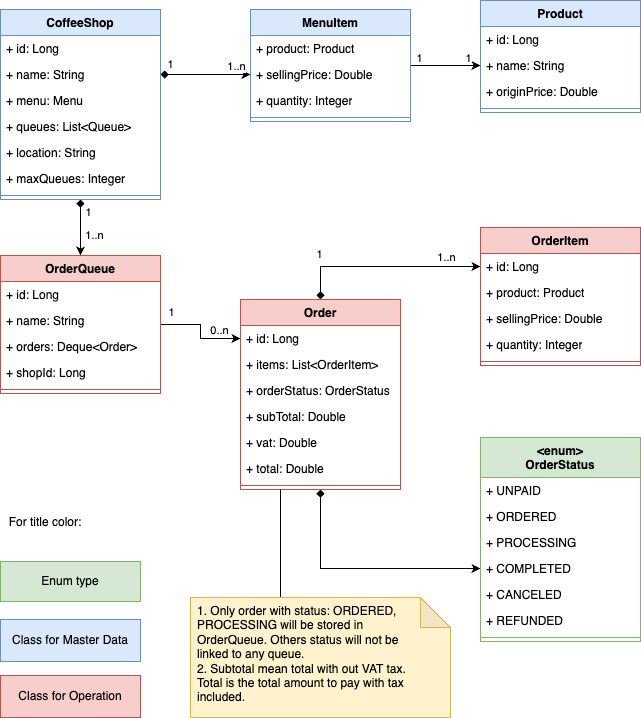 CoffeeShop
+ id: Long
+ name: String
+ menu: Menu
+ queues: List<Queue>
+ location: String
+ maxQueues: Integer
1
1..n
MenuItem
+ product: Product
+ sellingPrice: Double
+ quantity: Integer
1
1
Product
+ id: Long
+ name: String
+ originPrice: Double
1
1..n
OrderQueue
+ id: Long
+ name: String
+ orders: Deque<Order>
+ shopId: Long
1
0..n
Order
+ id: Long
+ items: List<OrderItem>
+ orderStatus: OrderStatus
+ subTotal: Double
+ vat: Double
+ total: Double
1
1..n
OrderItem
+ id: Long
+ product: Product
+ sellingPrice: Double
+ quantity: Integer
<enum>
OrderStatus
+ UNPAID
+ ORDERED
+ PROCESSING
+ COMPLETED
+ CANCELED
+ REFUNDED
For title color:
Enum type
Class for Master Data
Class for Operation
1. Only order with status: ORDERED,
PROCESSING will be stored in
OrderQueue. Others status will not be
linked to any queue.
2. Subtotal mean total with out VAT tax.
Total is the total amount to pay with tax
included.